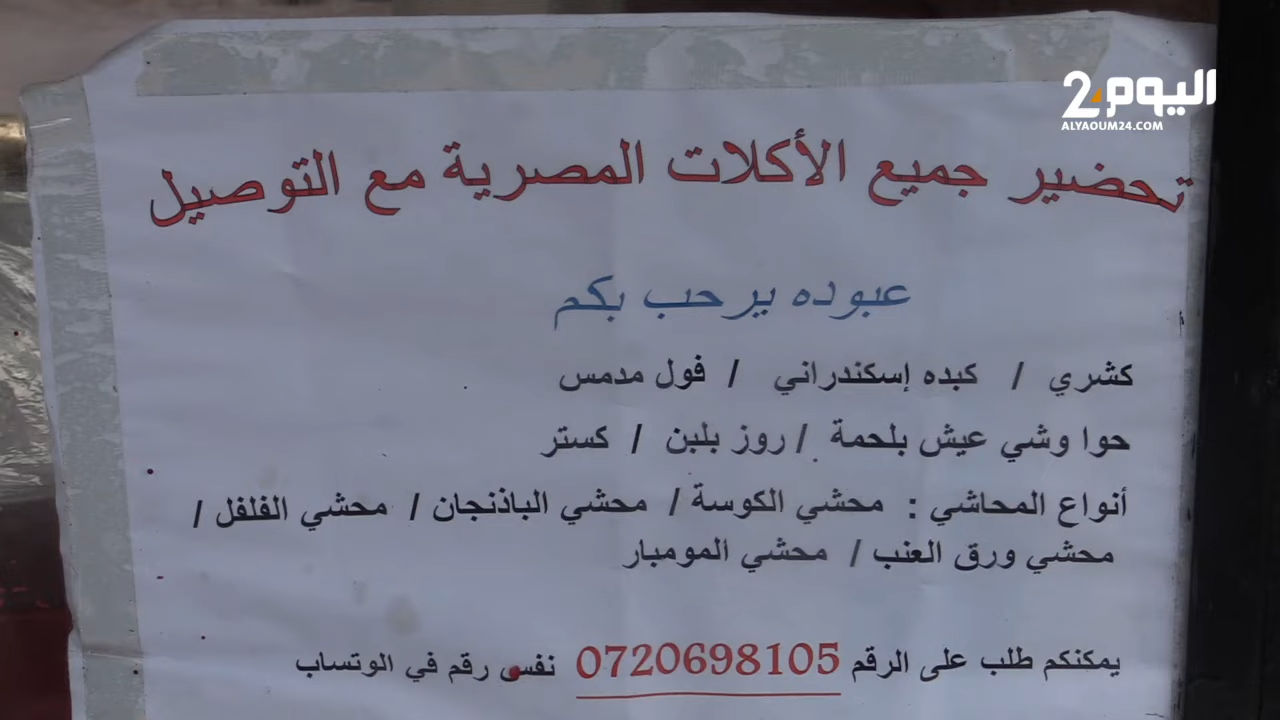 اليوم24
ALYAOUM24.COM
تحضير جميع الأكلات المصرية مع التوصيل
عبوده يرحب بكم
كشري / كبده إسكندراني / فول مدمس
حوا وشي عيش بلحمة / روز بلبن / كستر
أنواع المحاشي : محشي الكوسة / محشي الباذنجان / محشي الفلفل /
محشي ورق العنب / محشي المومبار
يمكنكم طلب على الرقم 0720698105 نفس رقم في الوتساب